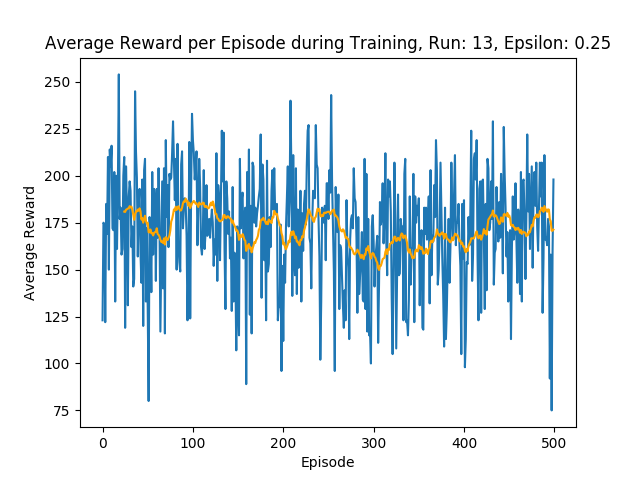 Average Reward per Episode during Training, Run: 13, Epsilon: 0.25
Average Reward
250
225
200
175
150
125
100
75
0 100 200 300 400 500
Episode